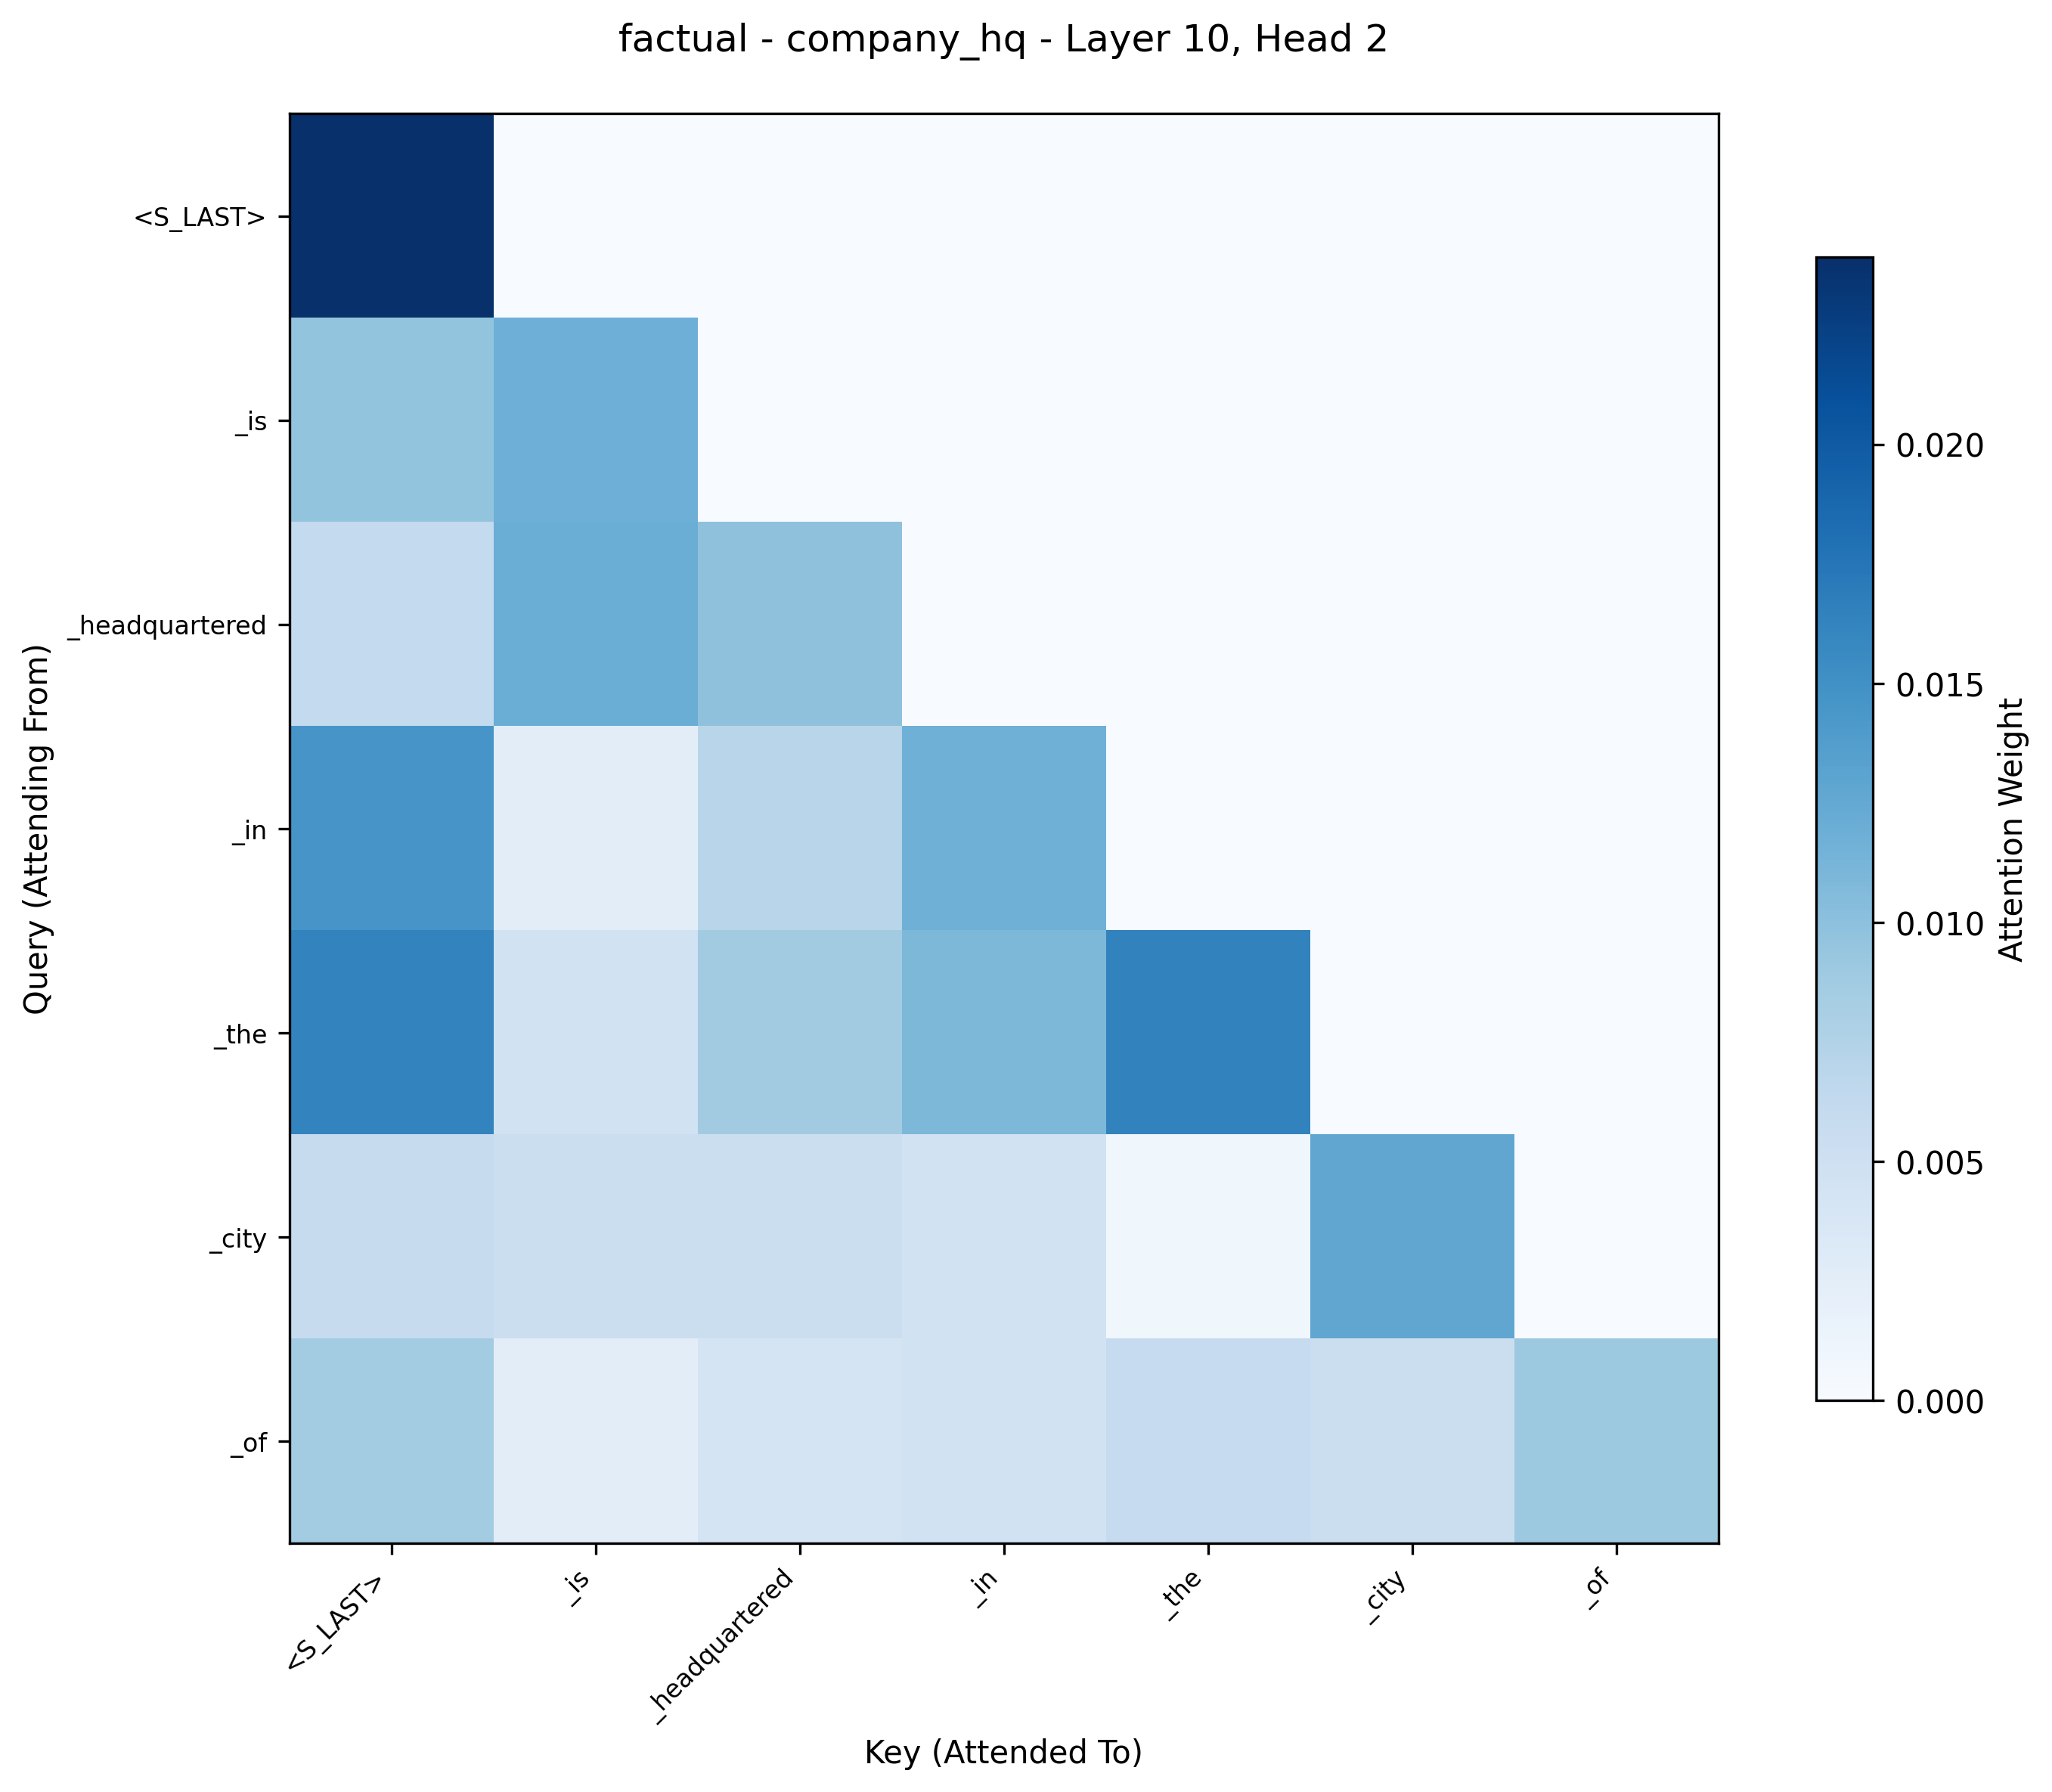 factual - company_hq - Layer 10, Head 2
Query (Attending From)
<S_LAST>
_is
_headquartered
_in
_the
_city
_of
<S_LAST>
_is
_headquartered
_in
_the
_city
_of
Key (Attended To)
0.020
0.015
0.010
0.005
0.000
Attention Weight